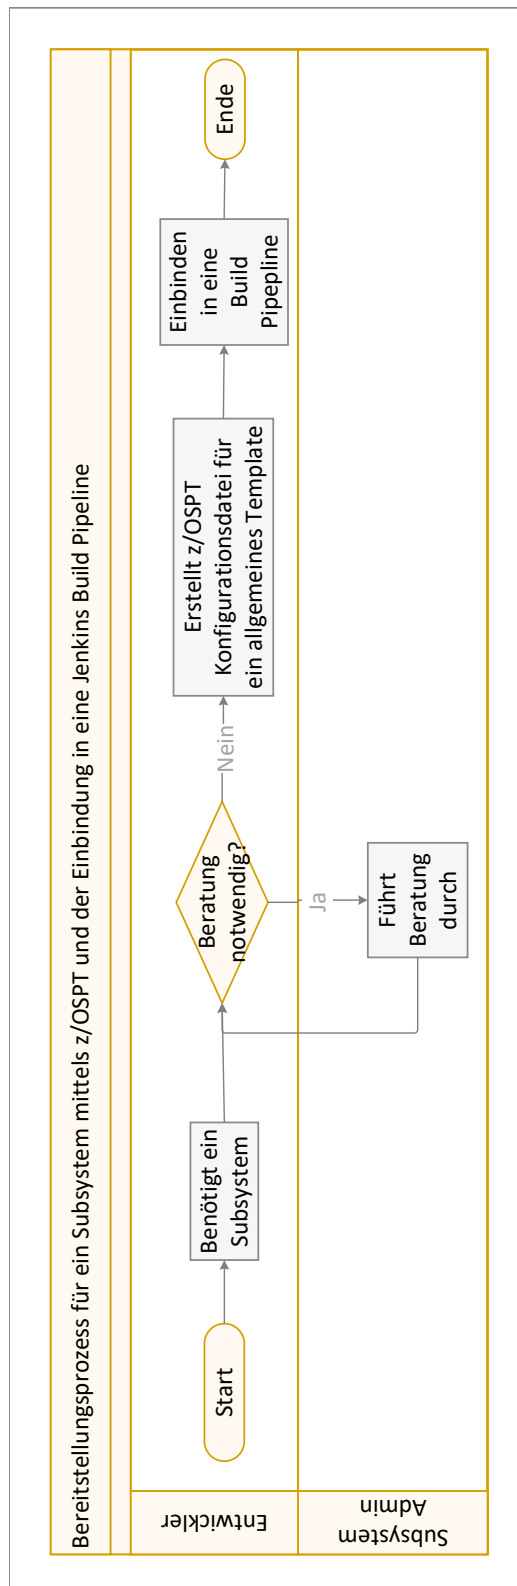 Bereitstellungsprozess für ein Subsystem mittels z/OSPT und der Einbindung in eine Jenkins Build Pipeline
Entwickler
Start
Benötigt ein
Subsystem
Beratung
notwendig?
Nein
Erstellt z/OSPT
Konfigurationsdatei für
ein allgemeines Template
Einbinden
in eine
Build
Pipepline
Ende
Subsystem
Admin
Ja
Führt
Beratung
durch